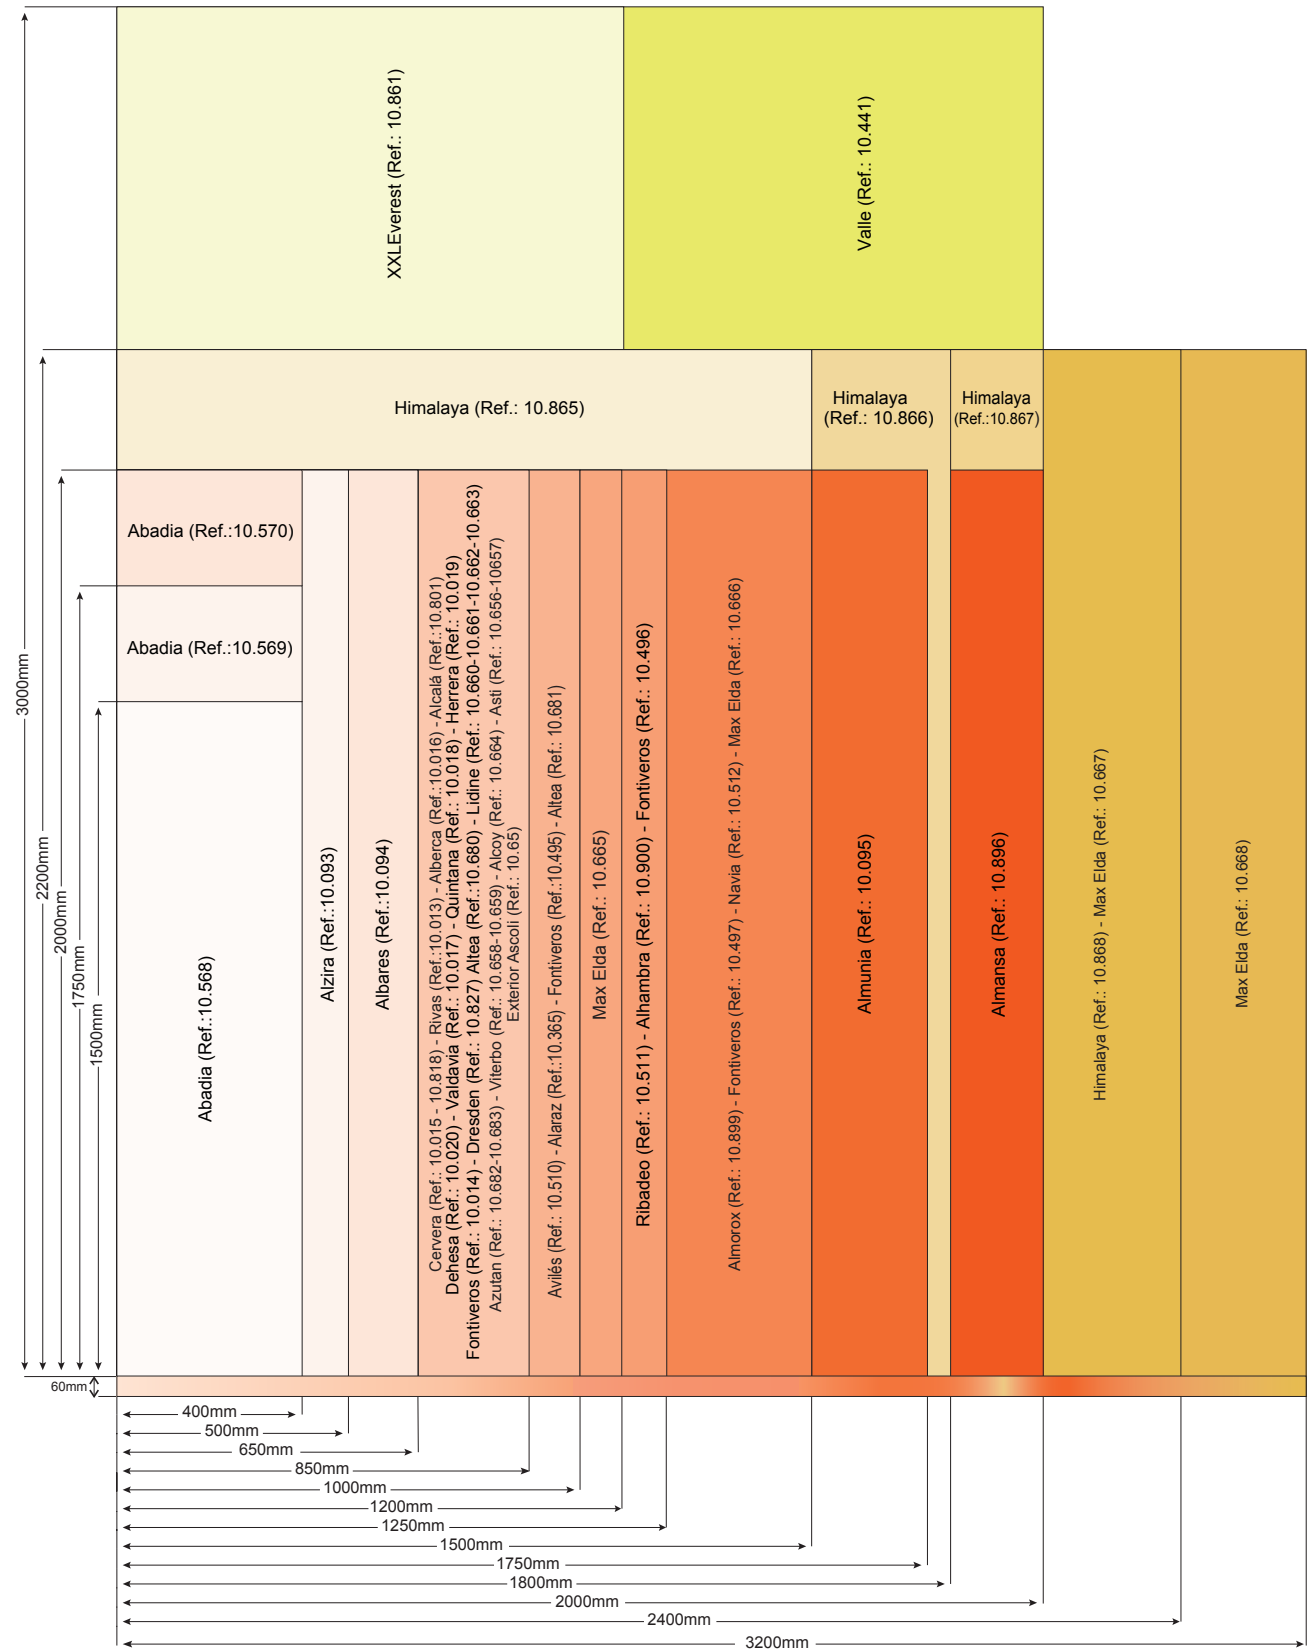 XXLEverest (Ref.: 10.861)
Valle (Ref.: 10.441)
Himalaya (Ref.: 10.865)
Himalaya
(Ref.: 10.866)
Himalaya
(Ref.:10.867)
Abadia (Ref.:10.570)
Abadia (Ref.:10.569)
Abadia (Ref.:10.568)
Alzira (Ref.:10.093)
Albares (Ref.:10.094)
Cervera (Ref.: 10.015 - 10.818) - Rivas (Ref.:10.013) - Alberca (Ref.:10.016) - Alcalá (Ref.:10.801)
Dehesa (Ref.: 10.020) - Valdavia (Ref.: 10.017) - Quintana (Ref.: 10.018) - Herrera (Ref.: 10.019)
Fontiveros (Ref.: 10.014) - Dresden (Ref.: 10.827) Altea (Ref.:10.680) - Lidine (Ref.: 10.660-10.661-10.662-10.663)
Azutan (Ref.: 10.682-10.683) - Viterbo (Ref.: 10.658-10.659) - Alcoy (Ref.: 10.664) - Asti (Ref.: 10.656-10657)
Exterior Ascoli (Ref.: 10.65)
Avilés (Ref.: 10.510) - Alaraz (Ref.:10.365) - Fontiveros (Ref.:10.495) - Altea (Ref.: 10.681)
Max Elda (Ref.: 10.665)
Ribadeo (Ref.: 10.511) - Alhambra (Ref.: 10.900) - Fontiveros (Ref.: 10.496)
Almorox (Ref.: 10.899) - Fontiveros (Ref.: 10.497) - Navia (Ref.: 10.512) - Max Elda (Ref.: 10.666)
Almunia (Ref.: 10.095)
Almansa (Ref.: 10.896)
Himalaya (Ref.: 10.868) - Max Elda (Ref.: 10.667)
Max Elda (Ref.: 10.668)
3000mm
2200mm
2000mm
1750mm
1500mm
60mm
400mm
500mm
650mm
850mm
1000mm
1200mm
1250mm
1500mm
1750mm
1800mm
2000mm
2400mm
3200mm